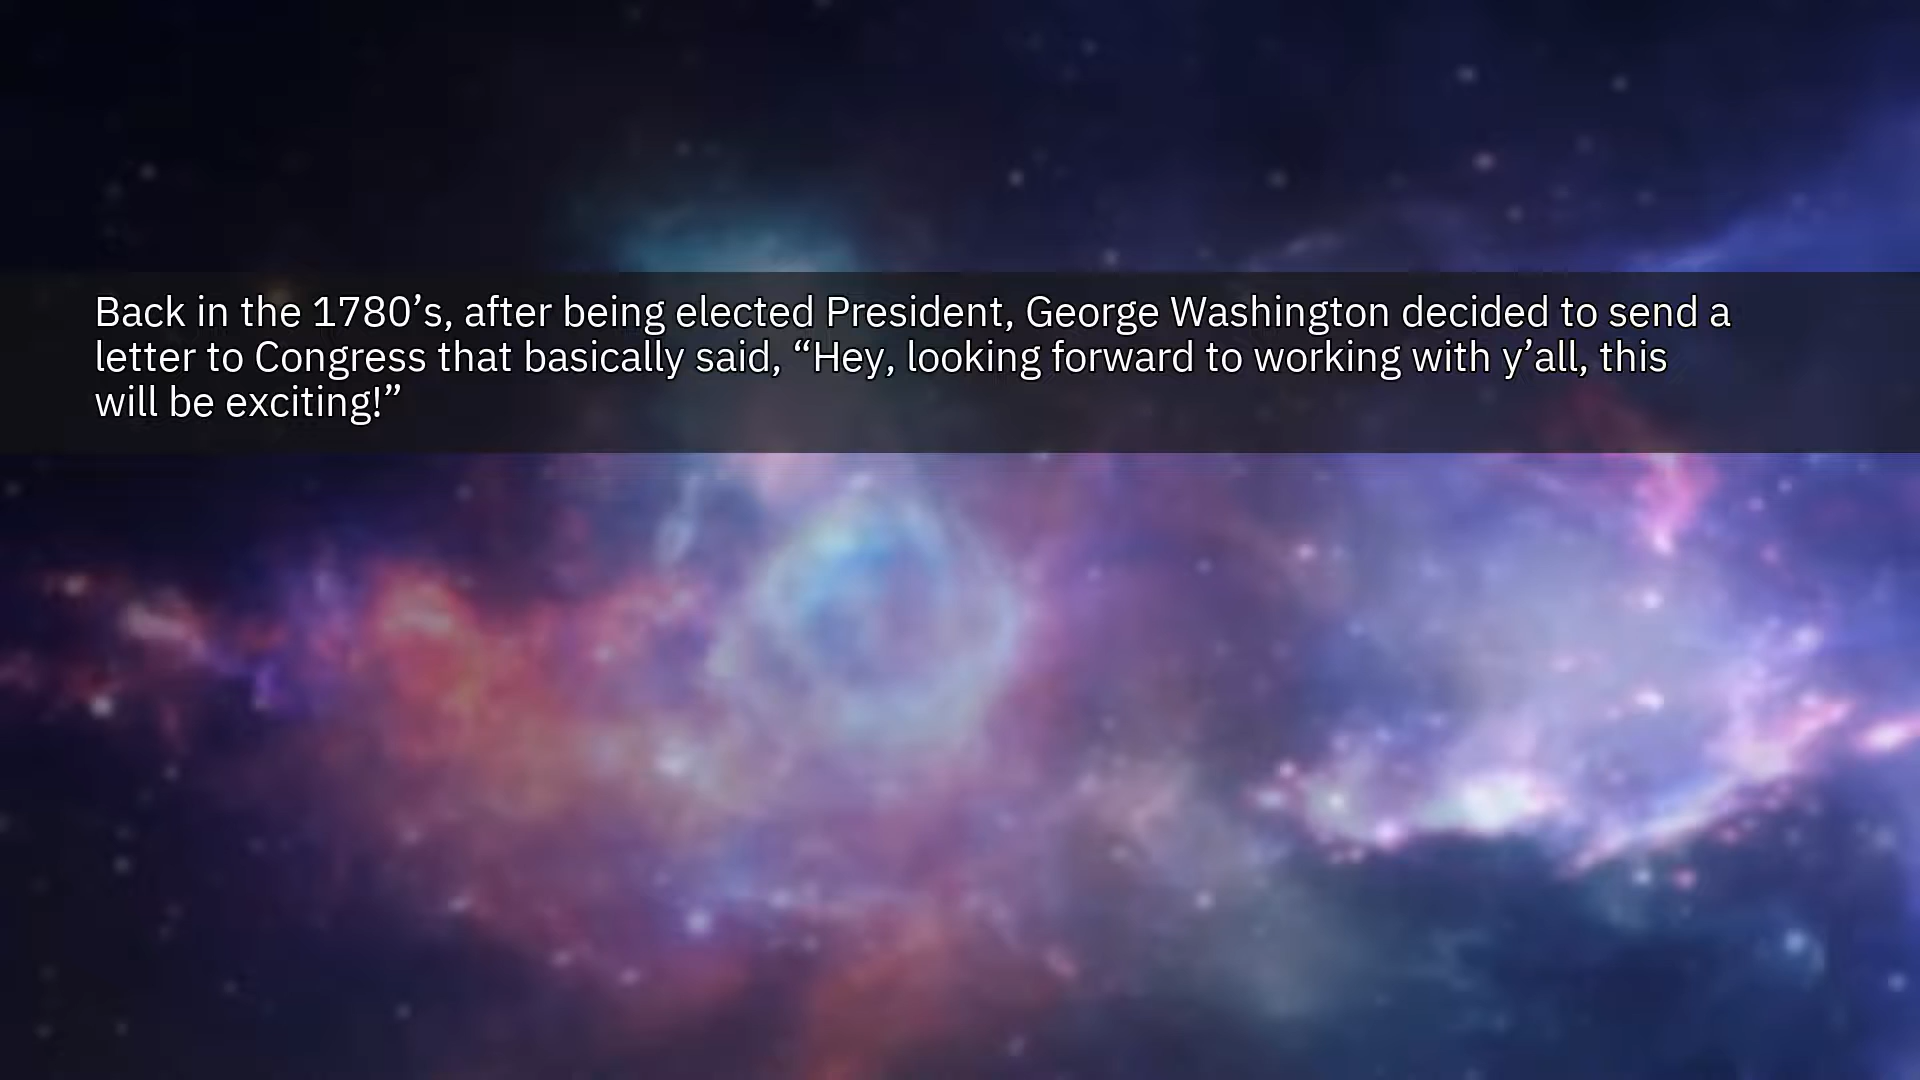 Back in the 1780’s, after being elected President, George Washington decided to send a
letter to Congress that basically said, “Hey, looking forward to working with y’all, this
will be exciting!”